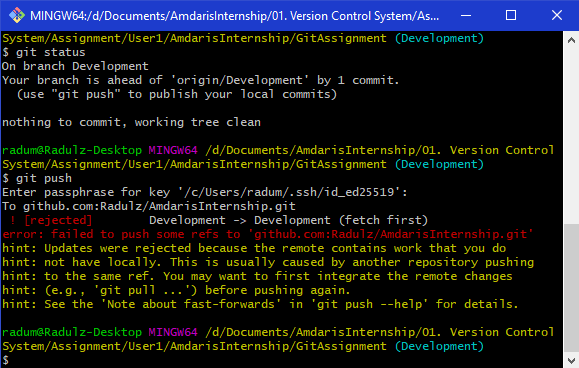 MINGW64:/d/Documents/AmdarisInternship/01. Version Control System/As...
System/Assignment/User1/AmdarisInternship/GitAssignment (Development)
$ git status
On branch Development
Your branch is ahead of 'origin/Development' by 1 commit.
  (use "git push" to publish your local commits)
nothing to commit, working tree clean
radum@Radulz-Desktop MINGW64 /d/Documents/AmdarisInternship/01. Version Control
System/Assignment/User1/AmdarisInternship/GitAssignment (Development)
$ git push
Enter passphrase for key '/c/Users/radum/.ssh/id_ed25519':
To github.com:Radulz/AmdarisInternship.git
 ! [rejected]        Development -> Development (fetch first)
error: failed to push some refs to 'github.com:Radulz/AmdarisInternship.git'
hint: Updates were rejected because the remote contains work that you do
hint: not have locally. This is usually caused by another repository pushing
hint: to the same ref. You may want to first integrate the remote changes
hint: (e.g., 'git pull ...') before pushing again.
hint: See the 'Note about fast-forwards' in 'git push --help' for details.
radum@Radulz-Desktop MINGW64 /d/Documents/AmdarisInternship/01. Version Control
System/Assignment/User1/AmdarisInternship/GitAssignment (Development)
$